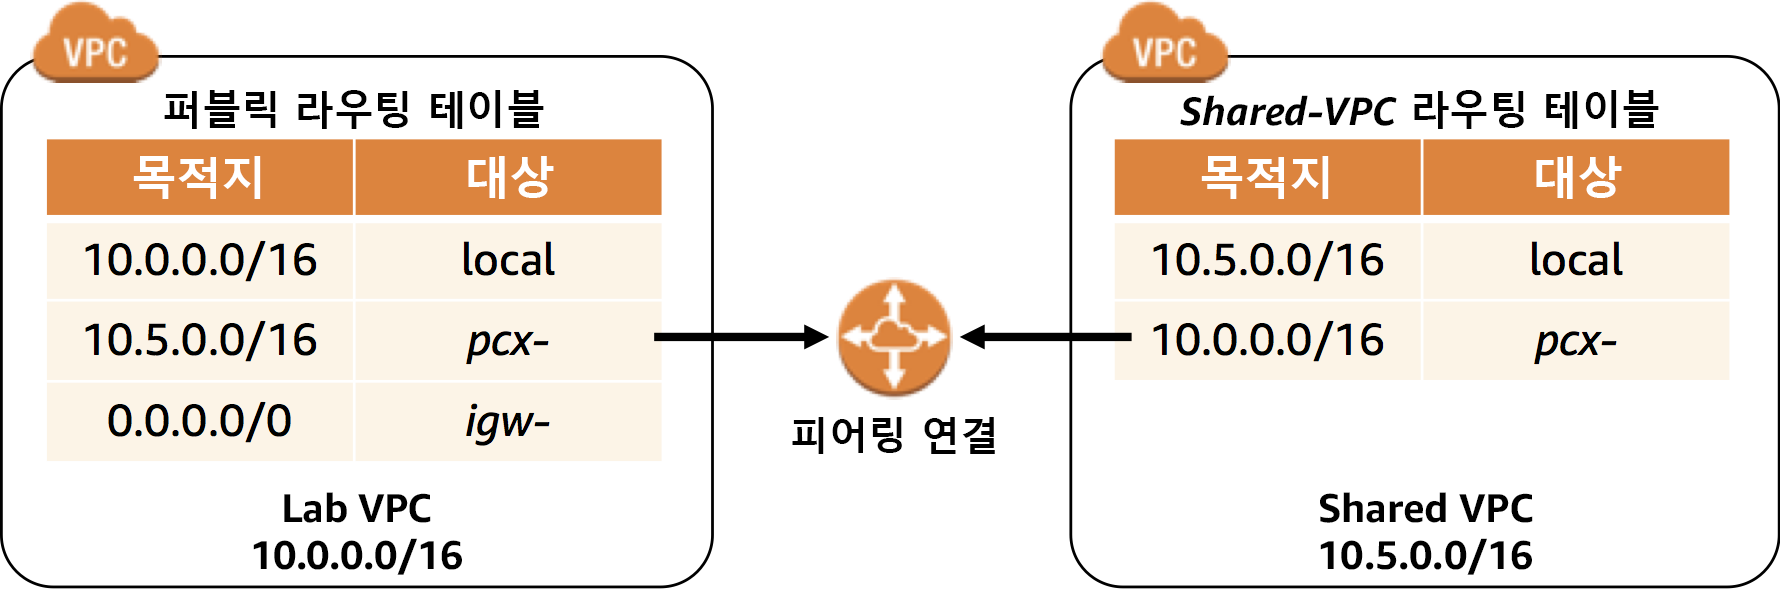 VPC
퍼블릭 라우팅 테이블
목적지 대상
10.0.0.0/16 local
10.5.0.0/16 pcx-
0.0.0.0/0 igw-
Lab VPC
10.0.0.0/16
피어링 연결
VPC
Shared-VPC 라우팅 테이블
목적지 대상
10.5.0.0/16 local
10.0.0.0/16 pcx-
Shared VPC
10.5.0.0/16